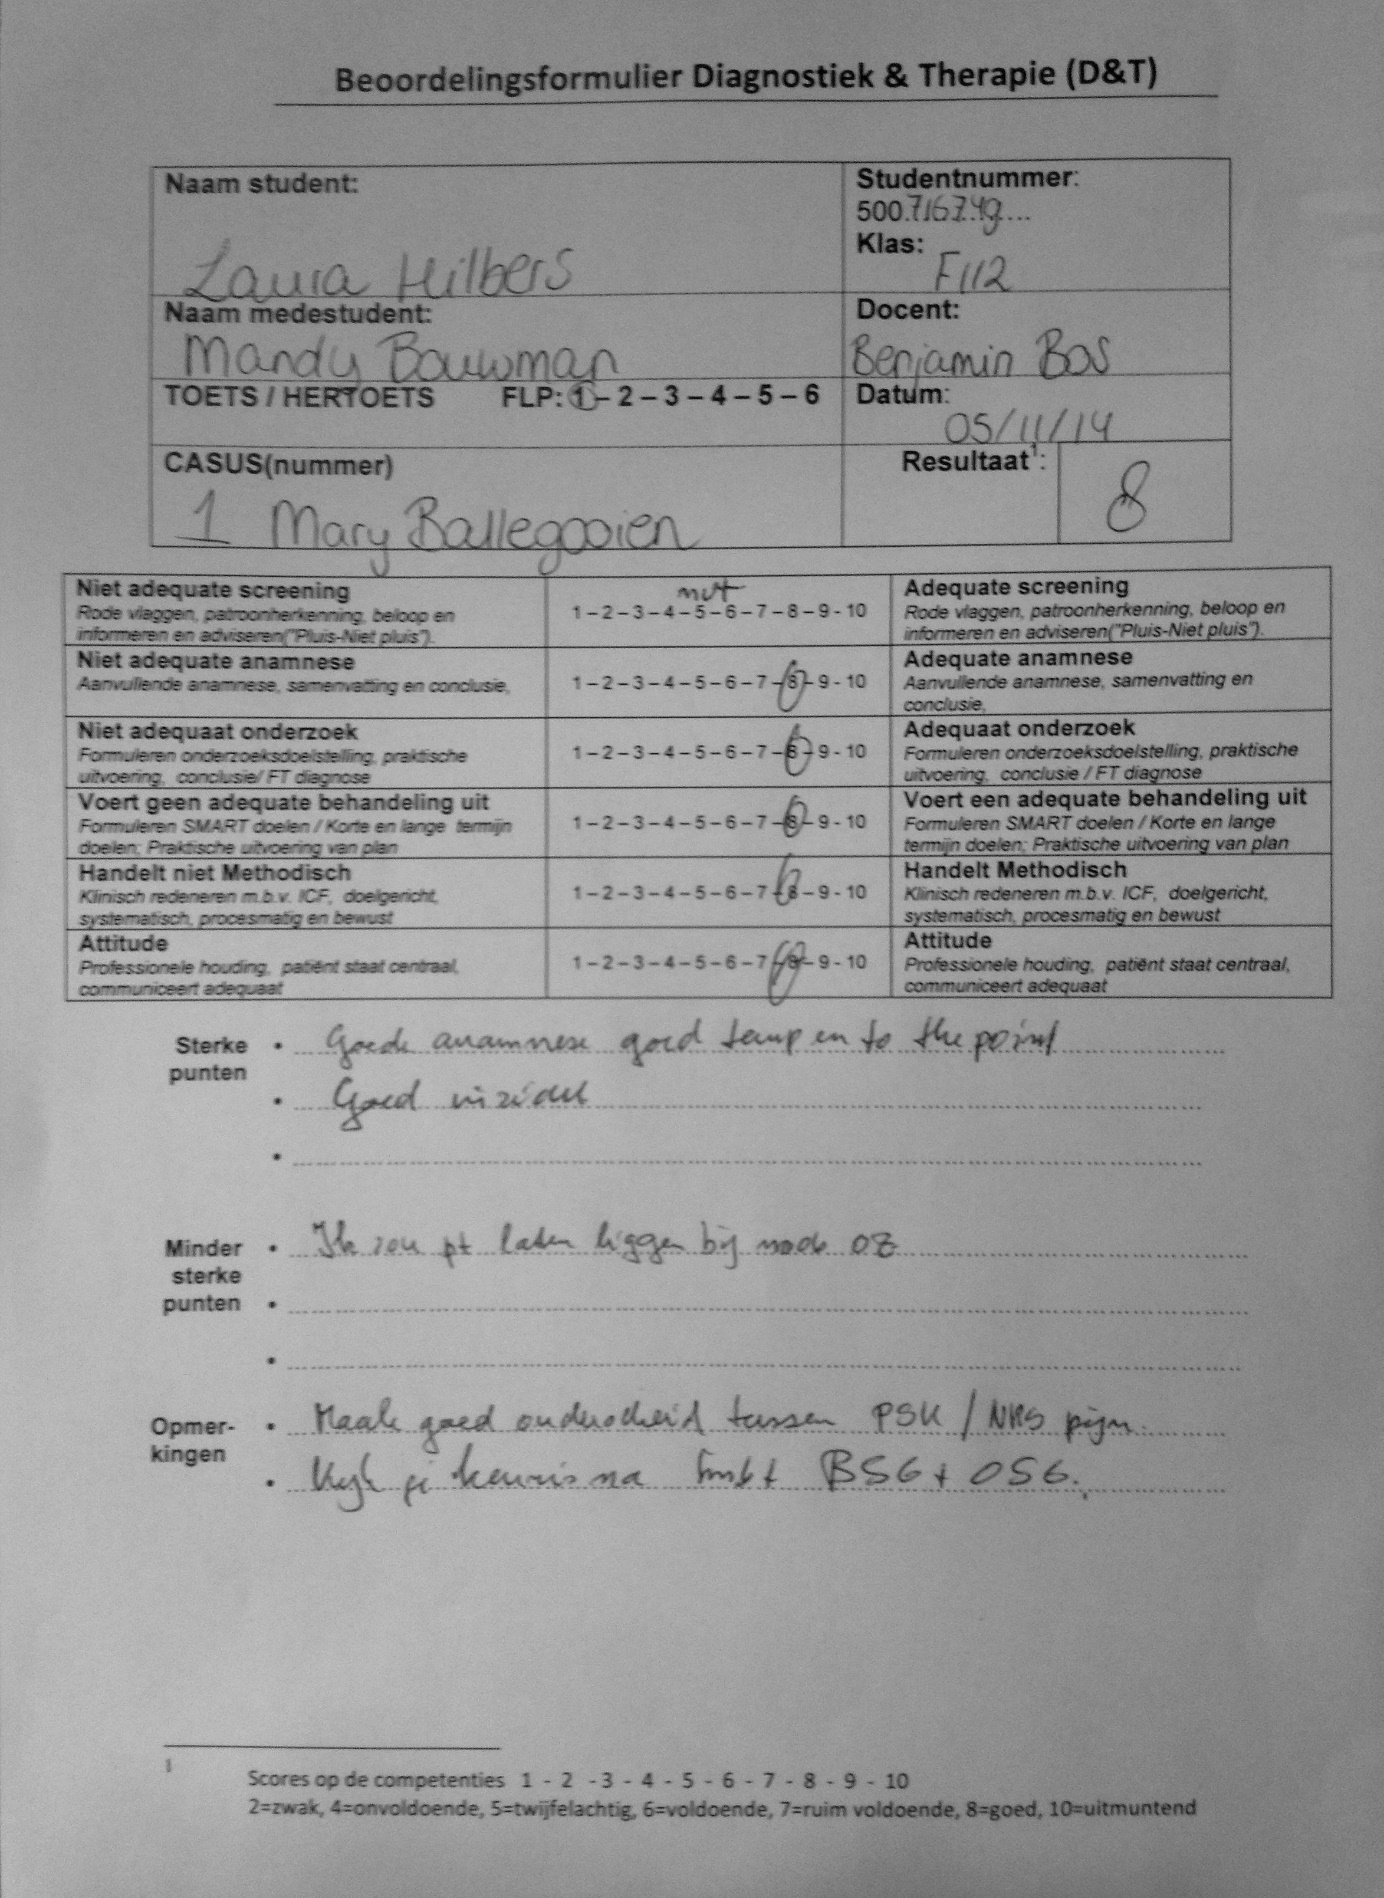 Beoordelingsformulier Diagnostiek & Therapie (D&T)
Naam student:
Laura Hilbers
Studentnummer:
500.716749....
Klas:
F112
Naam medestudent:
Mandy Bouwman
Docent:
Benjamin Bos
TOETS / HERTOETS FLP: 1 – 2 – 3 – 4 – 5 – 6
Datum:
05/11/14
CASUS(nummer)
1 Mary Ballegooien
Resultaat¹:
8
Niet adequate screening
Rode vlaggen, patroonherkenning, beloop en
informeren en adviseren("Pluis-Niet pluis").
1 – 2 – 3 – 4 – 5 – 6 – 7 – 8 – 9 - 10
Adequate screening
Rode vlaggen, patroonherkenning, beloop en
informeren en adviseren("Pluis-Niet pluis").
Niet adequate anamnese
Aanvullende anamnese, samenvatting en conclusie,
1 – 2 – 3 – 4 – 5 – 6 – 7 – 8 – 9 - 10
Adequate anamnese
Aanvullende anamnese, samenvatting en
conclusie,
Niet adequaat onderzoek
Formuleren onderzoeksdoelstelling, praktische
uitvoering, conclusie/ FT diagnose
1 – 2 – 3 – 4 – 5 – 6 – 7 – 8 – 9 - 10
Adequaat onderzoek
Formuleren onderzoeksdoelstelling, praktische
uitvoering, conclusie / FT diagnose
Voert geen adequate behandeling uit
Formuleren SMART doelen / Korte en lange termijn
doelen; Praktische uitvoering van plan
1 – 2 – 3 – 4 – 5 – 6 – 7 – 8 – 9 - 10
Voert een adequate behandeling uit
Formuleren SMART doelen / Korte en lange
termijn doelen; Praktische uitvoering van plan
Handelt niet Methodisch
Klinisch redeneren m.b.v. ICF, doelgericht,
systematisch, procesmatig en bewust
1 – 2 – 3 – 4 – 5 – 6 – 7 – 8 – 9 - 10
Handelt Methodisch
Klinisch redeneren m.b.v. ICF, doelgericht,
systematisch, procesmatig en bewust
Attitude
Professionele houding, patiënt staat centraal,
communiceert adequaat
1 – 2 – 3 – 4 – 5 – 6 – 7 – 8 – 9 - 10
Attitude
Professionele houding, patiënt staat centraal,
communiceert adequaat
Sterke punten
• Goede anamnese goed temp en to the point
• Goed
•
Minder sterke punten
• Ik zou pt laten liggen bij OZ
•
•
Opmer-kingen
• Maak goed onderscheid tussen PSK / NRS pijn.
• Kijk je kennis na BSG + OSG.
1
Scores op de competenties 1 - 2 -3 - 4 - 5 - 6 - 7 - 8 - 9 - 10
2=zwak, 4=onvoldoende, 5=twijfelachtig, 6=voldoende, 7=ruim voldoende, 8=goed, 10=uitmuntend